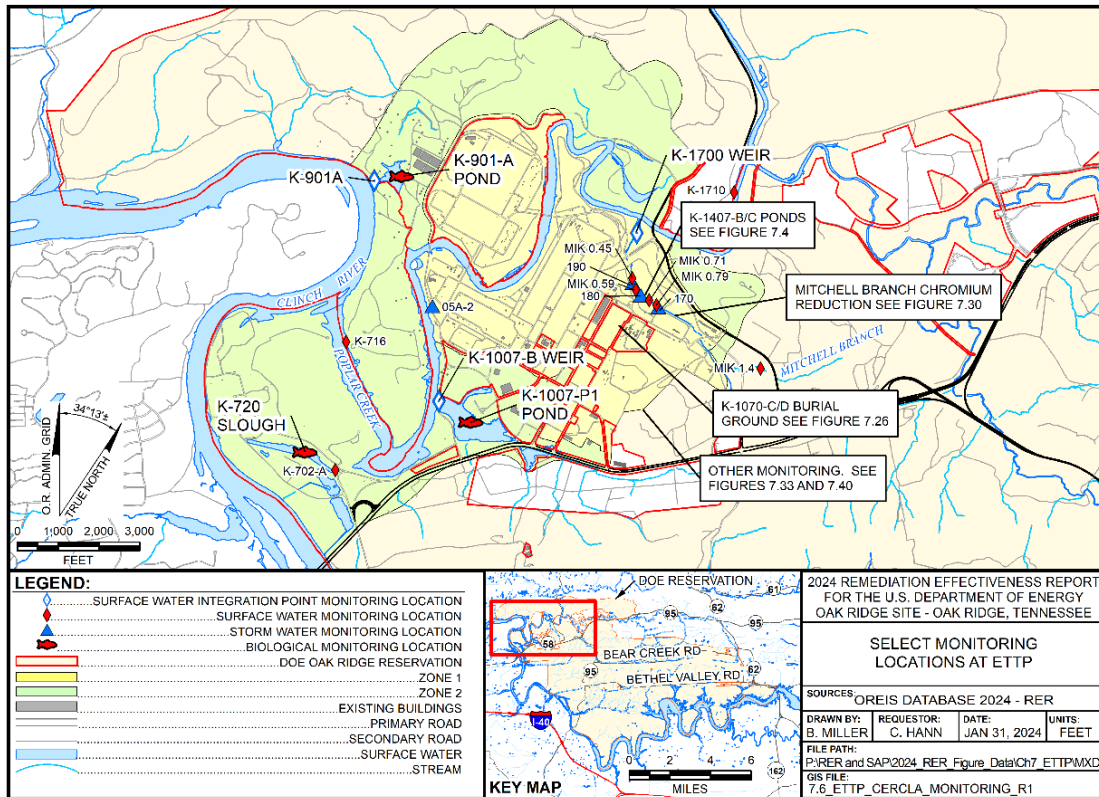 K-901A
K-901-A
POND
K-1700 WEIR
K-1710
K-1407-B/C PONDS
SEE FIGURE 7.4
MIK 0.45
MIK 0.71
190
MIK 0.79
MIK 0.59
180
170
MITCHELL BRANCH CHROMIUM
REDUCTION SEE FIGURE 7.30
CLINCH RIVER
05A-2
K-716
POPLAR CREEK
K-1007-B WEIR
MITCHELL BRANCH
MIK 1.4
K-1007-P1
POND
K-1070-C/D BURIAL
GROUND SEE FIGURE 7.26
K-720
SLOUGH
K-702-A
OTHER MONITORING. SEE
FIGURES 7.33 AND 7.40
34°13'±
O.R. ADMIN. GRID
TRUE NORTH
0 1,000 2,000 3,000
FEET
LEGEND:
SURFACE WATER INTEGRATION POINT MONITORING LOCATION
SURFACE WATER MONITORING LOCATION
STORM WATER MONITORING LOCATION
BIOLOGICAL MONITORING LOCATION
DOE OAK RIDGE RESERVATION
ZONE 1
ZONE 2
EXISTING BUILDINGS
PRIMARY ROAD
SECONDARY ROAD
SURFACE WATER
STREAM
DOE RESERVATION
61
62
95
95
58
BEAR CREEK RD
62
95
BETHEL VALLEY RD
I-40
162
0 2 4 6
MILES
KEY MAP
2024 REMEDIATION EFFECTIVENESS REPORT
FOR THE U.S. DEPARTMENT OF ENERGY
OAK RIDGE SITE - OAK RIDGE, TENNESSEE
SELECT MONITORING
LOCATIONS AT ETTP
SOURCES:
OREIS DATABASE 2024 - RER
DRAWN BY:
B. MILLER
REQUESTOR:
C. HANN
DATE:
JAN 31, 2024
UNITS:
FEET
FILE PATH:
P:\RER and SAP\2024_RER_Figure_Data\Ch7_ETTP\MXD
GIS FILE:
7.6_ETTP_CERCLA_MONITORING_R1